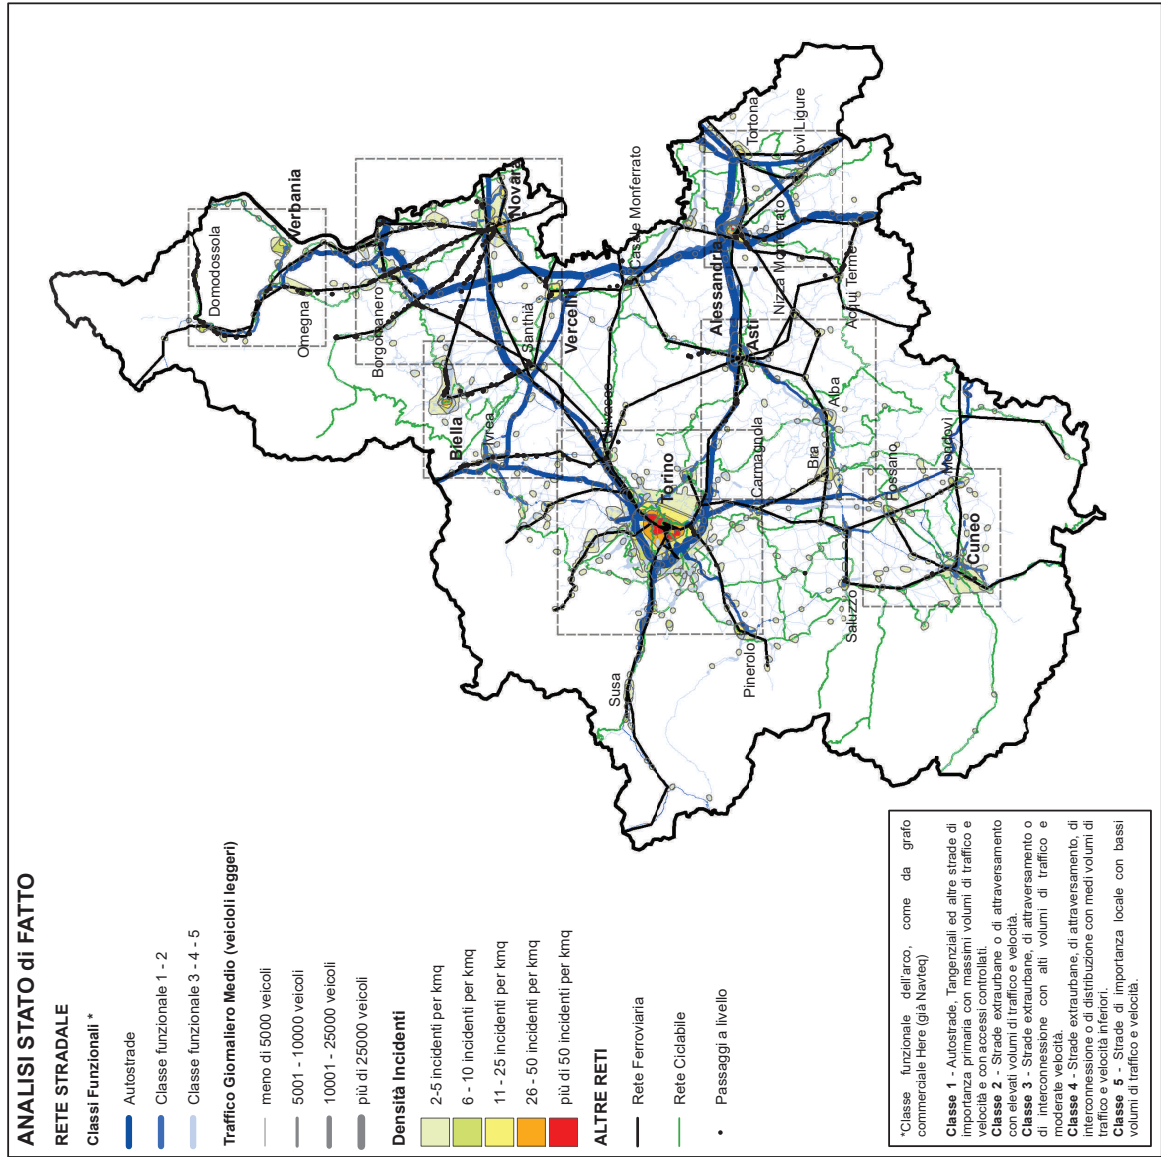 ANALISI STATO di FATTO
RETE STRADALE
Classi Funzionali *
Autostrade
Classe funzionale 1 - 2
Classe funzionale 3 - 4 - 5
Traffico Giornaliero Medio (veicloli leggeri)
meno di 5000 veicoli
5001 - 10000 veicoli
10001 - 25000 veicoli
più di 25000 veicoli
Densità Incidenti
2-5 incidenti per kmq
6 - 10 incidenti per kmq
11 - 25 incidenti per kmq
26 - 50 incidenti per kmq
più di 50 incidenti per kmq
ALTRE RETI
Rete Ferroviaria
Rete Ciclabile
Passaggi a livello
*Classe funzionale dell'arco, come da grafo
commerciale Here (già Navteq)
Classe 1 - Autostrade, Tangenziali ed altre strade di
importanza primaria con massimi volumi di traffico e
velocità e con accessi controllati.
Classe 2 - Strade extraurbane o di attraversamento
con elevati volumi di traffico e velocità.
Classe 3 - Strade extraurbane, di attraversamento o
di interconnessione con alti volumi di traffico e
moderate velocità.
Classe 4 - Strade extraurbane, di attraversamento, di
interconnessione o di distribuzione con medi volumi di
traffico e velocità inferiori.
Classe 5 - Strade di importanza locale con bassi
volumi di traffico e velocità.
Domodossola
Verbania
Omegna
Borgomanero
Novara
Biella
Santhià
Ivrea
Vercelli
Casale Monferrato
Chivasso
Torino
Susa
Pinerolo
Carmagnola
Asti
Alessandria
Tortona
Novi Ligure
Nizza Monferrato
Acqui Terme
Alba
Bra
Saluzzo
Fossano
Mondovì
Cuneo